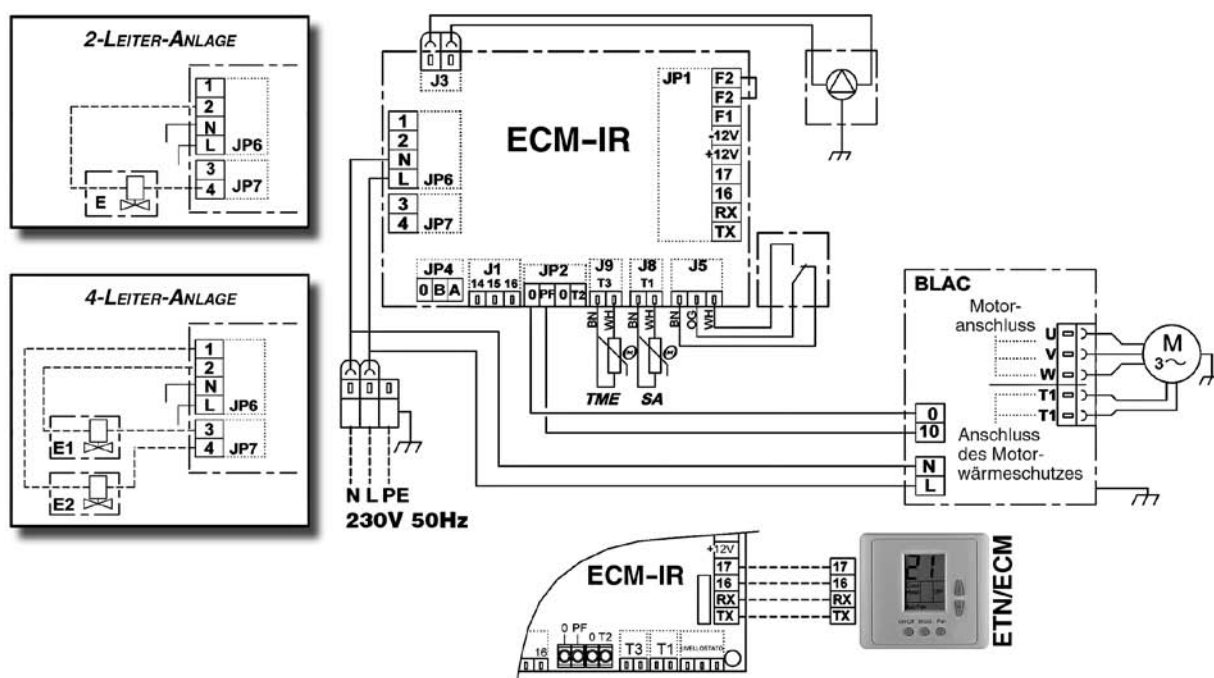 2-LEITER-ANLAGE
1
2
N
L
JP6
3
4
JP7
E
4-LEITER-ANLAGE
1
2
N
L
JP6
3
4
JP7
E1
E2
J3
ECM-IR
1
2
N
L
JP6
3
4
JP7
JP1
F2
F2
F1
-12V
+12V
17
16
RX
TX
JP4
0 B A
J1
14 15 16
JP2
0 PF 0 T2
J9
T3
J8
T1
J5
BN WH
BN WH
BN OG WH
TME
SA
N L PE
230V 50Hz
BLAC
Motor-
anschluss
U
V
W
T1
T1
M
3~
0
10
Anschluss
des Motor-
wärmeschutzes
N
L
ECM-IR
+12V
17
16
RX
TX
17
16
RX
TX
16
0 PF
0 T2
T3
T1
LIVELLOSTATO
21
ETN/ECM